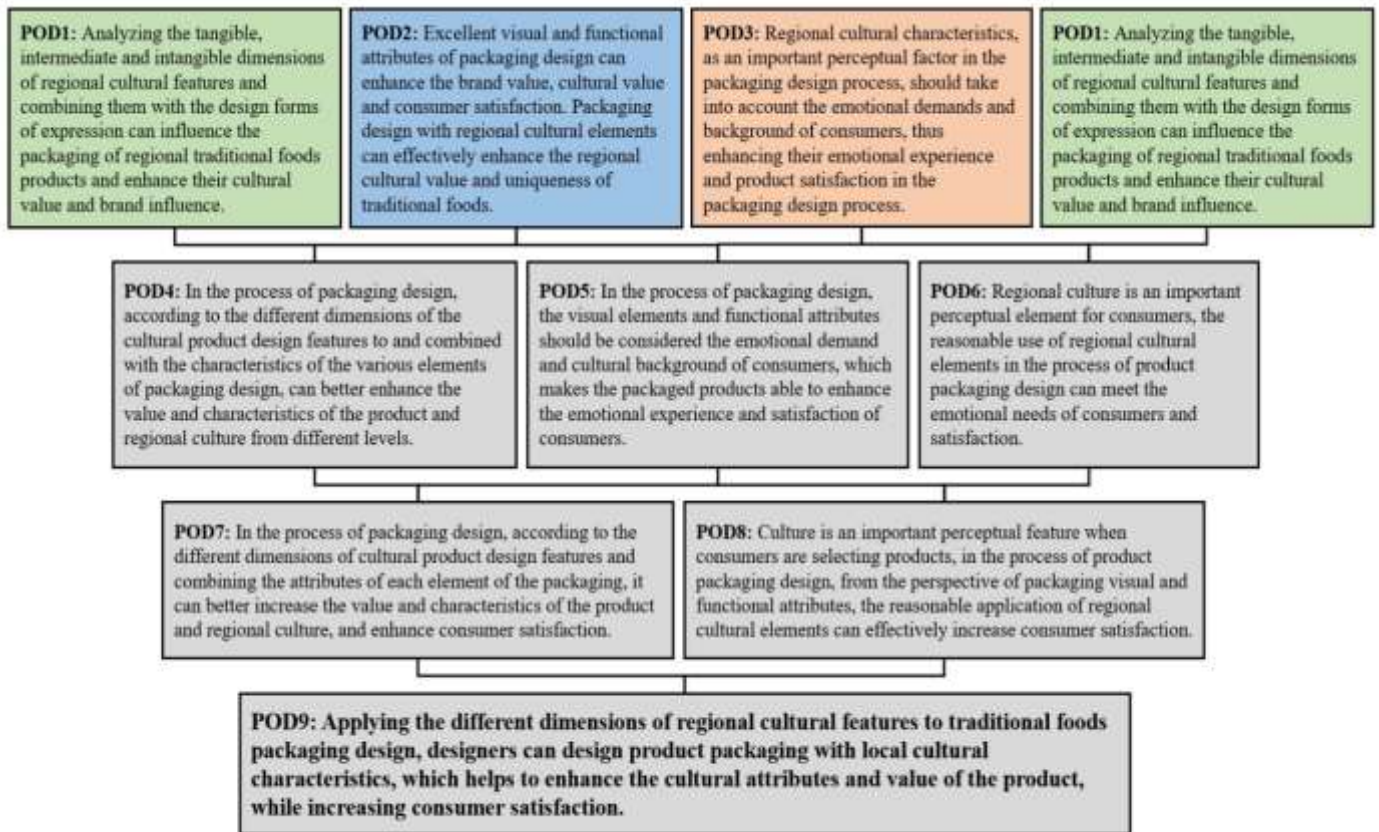 POD1: Analyzing the tangible,
intermediate and intangible dimensions
of regional cultural features and
combining them with the design forms
of expression can influence the
packaging of regional traditional foods
products and enhance their cultural
value and brand influence.
POD2: Excellent visual and functional
attributes of packaging design can
enhance the brand value, cultural value
and consumer satisfaction. Packaging
design with regional cultural elements
can effectively enhance the regional
cultural value and uniqueness of
traditional foods.
POD3: Regional cultural characteristics,
as an important perceptual factor in the
packaging design process, should take
into account the emotional demands and
background of consumers, thus
enhancing their emotional experience
and product satisfaction in the
packaging design process.
POD1: Analyzing the tangible,
intermediate and intangible dimensions
of regional cultural features and
combining them with the design forms
of expression can influence the
packaging of regional traditional foods
products and enhance their cultural
value and brand influence.
POD4: In the process of packaging design,
according to the different dimensions of the
cultural product design features to and combined
with the characteristics of the various elements
of packaging design, can better enhance the
value and characteristics of the product and
regional culture from different levels.
POD5: In the process of packaging design,
the visual elements and functional attributes
should be considered the emotional demand
and cultural background of consumers, which
makes the packaged products able to enhance
the emotional experience and satisfaction of
consumers.
POD6: Regional culture is an important
perceptual element for consumers, the
reasonable use of regional cultural
elements in the process of product
packaging design can meet the
emotional needs of consumers and
satisfaction.
POD7: In the process of packaging design, according to the
different dimensions of cultural product design features and
combining the attributes of each element of the packaging, it
can better increase the value and characteristics of the product
and regional culture, and enhance consumer satisfaction.
POD8: Culture is an important perceptual feature when
consumers are selecting products, in the process of product
packaging design, from the perspective of packaging visual and
functional attributes, the reasonable application of regional
cultural elements can effectively increase consumer satisfaction.
POD9: Applying the different dimensions of regional cultural features to traditional foods
packaging design, designers can design product packaging with local cultural
characteristics, which helps to enhance the cultural attributes and value of the product,
while increasing consumer satisfaction.